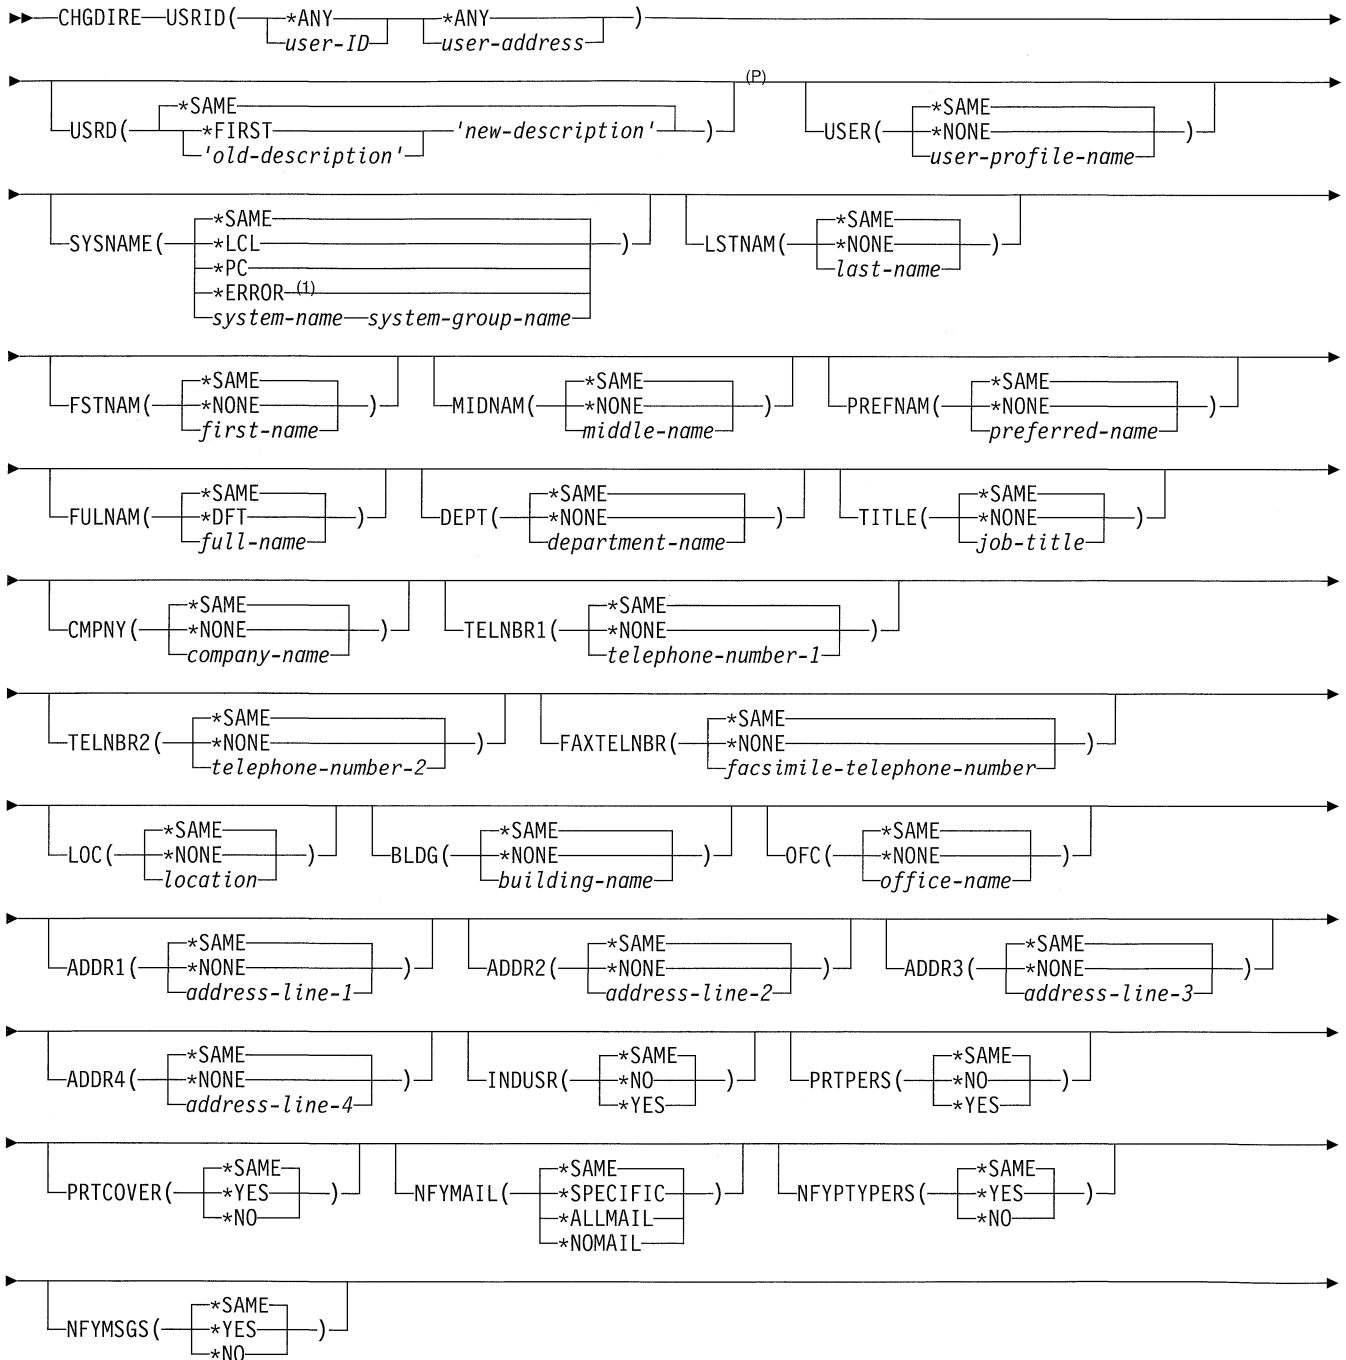 CHGDIRE USRID( *ANY *ANY )
user-ID user-address
(P)
*SAME *SAME
USRD( *FIRST 'new-description' ) USER( *NONE )
'old-description' user-profile-name
*SAME *SAME
SYSNAME( *LCL ) LSTNAM( *NONE )
*PC last-name
*ERROR (1)
system-name system-group-name
*SAME *SAME *SAME
FSTNAM( *NONE ) MIDNAM( *NONE ) PREFNAM( *NONE )
first-name middle-name preferred-name
*SAME *SAME *SAME
FULNAM( *DFT ) DEPT( *NONE ) TITLE( *NONE )
full-name department-name job-title
*SAME *SAME
CMPNY( *NONE ) TELNBR1( *NONE )
company-name telephone-number-1
*SAME *SAME
TELNBR2( *NONE ) FAXTELNBR( *NONE )
telephone-number-2 facsimile-telephone-number
*SAME *SAME *SAME
LOC( *NONE ) BLDG( *NONE ) OFC( *NONE )
location building-name office-name
*SAME *SAME *SAME
ADDR1( *NONE ) ADDR2( *NONE ) ADDR3( *NONE )
address-line-1 address-line-2 address-line-3
*SAME *SAME *SAME
ADDR4( *NONE ) INDUSR( *NO ) PRTPERS( *NO )
address-line-4 *YES *YES
*SAME *SAME *SAME
PRTCOVER( *YES ) NFYMAIL( *SPECIFIC ) NFYPTYPERS( *YES )
*NO *ALLMAIL *NO
*NOMAIL
*SAME
NFYMSGS( *YES )
*NO